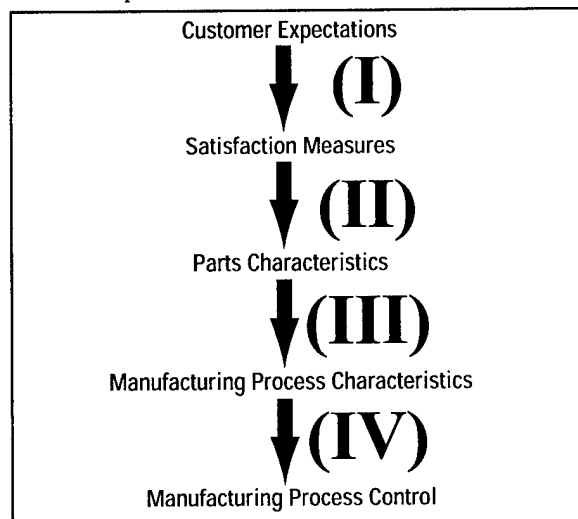 Customer Expectations
(I)
Satisfaction Measures
(II)
Parts Characteristics
(III)
Manufacturing Process Characteristics
(IV)
Manufacturing Process Control